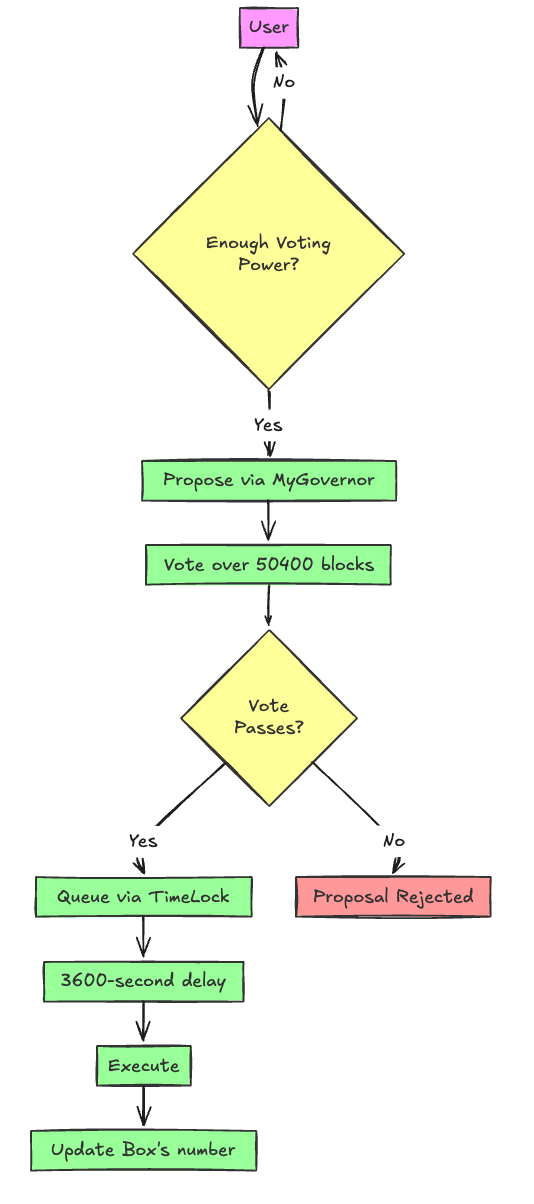 User
No
Enough Voting
Power?
Yes
Propose via MyGovernor
Vote over 50400 blocks
Vote
Passes?
Yes
No
Queue via TimeLock
Proposal Rejected
3600-second delay
Execute
Update Box's number